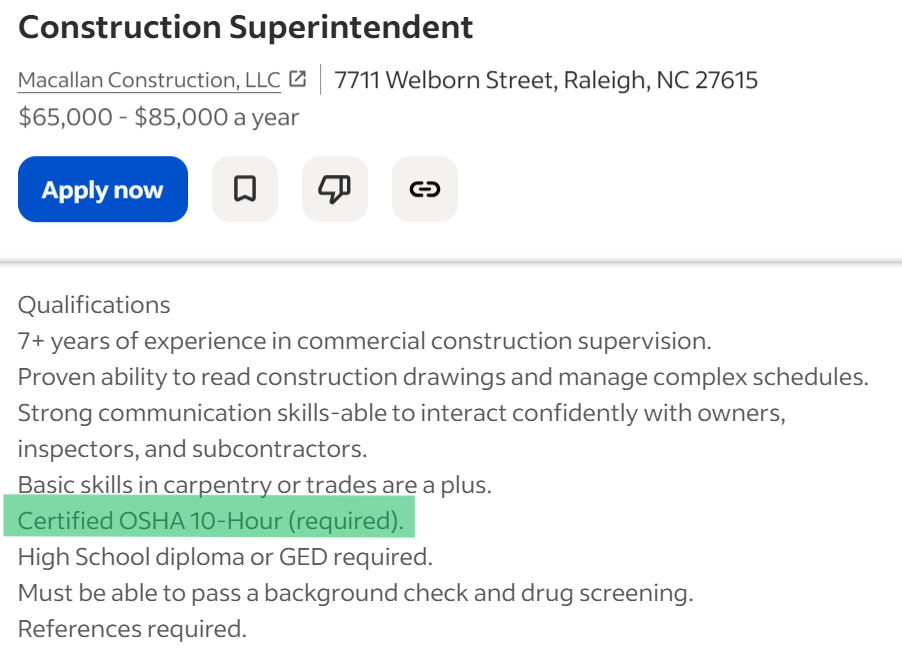 Construction Superintendent
Macallan Construction, LLC 7711 Welborn Street, Raleigh, NC 27615
$65,000 - $85,000 a year
Apply now
Qualifications
7+ years of experience in commercial construction supervision.
Proven ability to read construction drawings and manage complex schedules.
Strong communication skills-able to interact confidently with owners,
inspectors, and subcontractors.
Basic skills in carpentry or trades are a plus.
Certified OSHA 10-Hour (required).
High School diploma or GED required.
Must be able to pass a background check and drug screening.
References required.